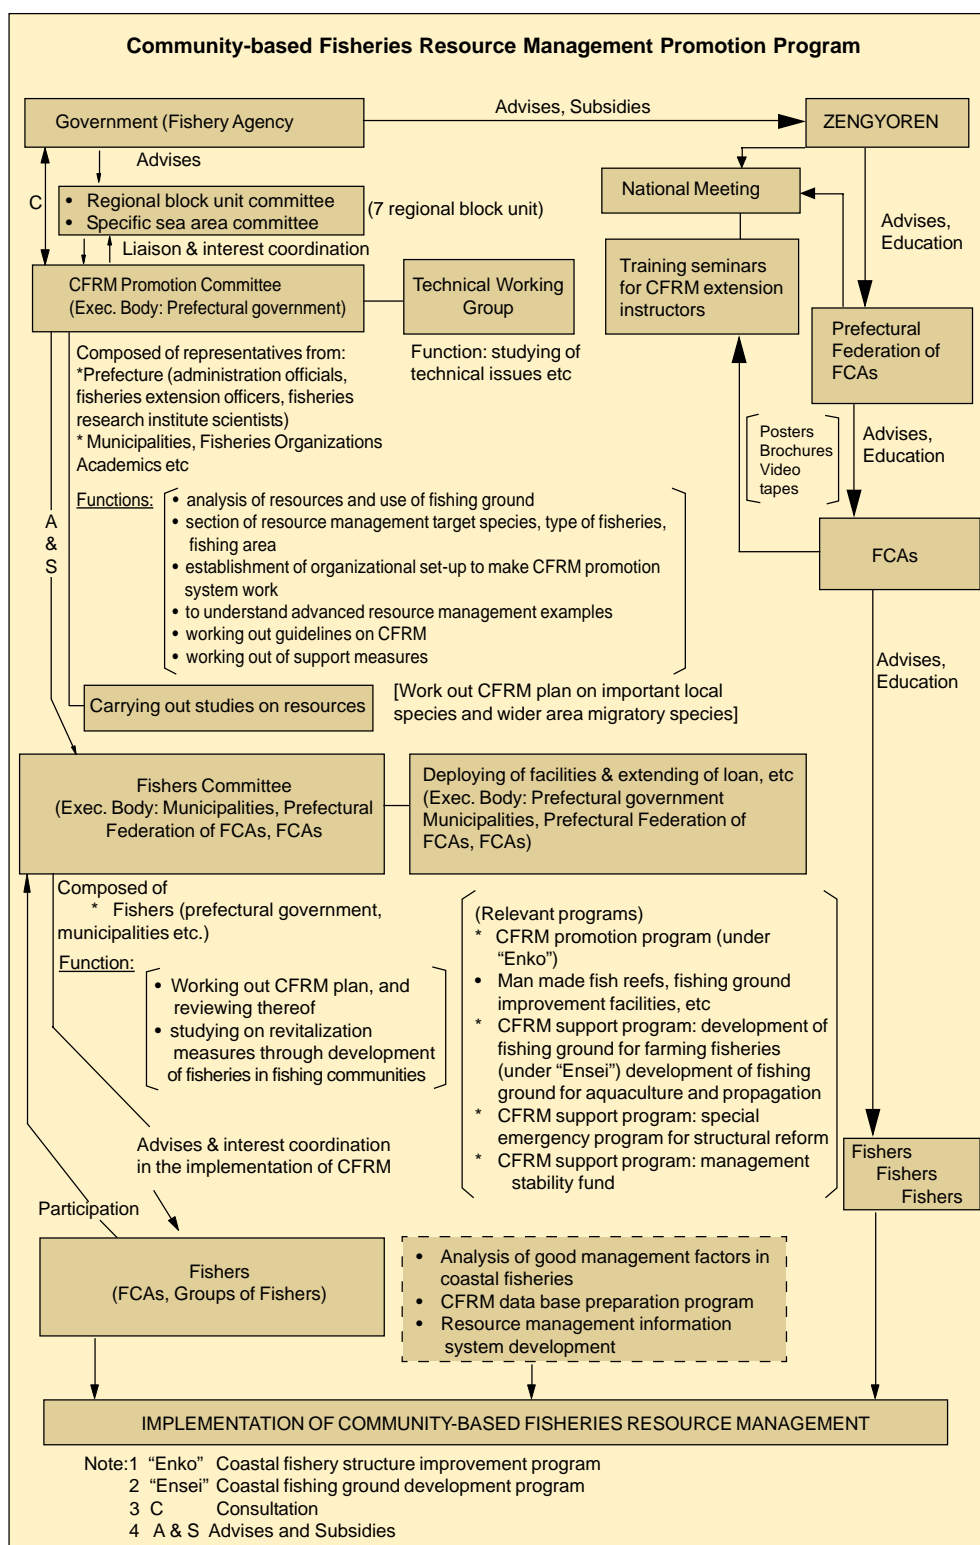 Community-based Fisheries Resource Management Promotion Program
Government (Fishery Agency
Advises, Subsidies
ZENGYOREN
Advises
C
• Regional block unit committee
• Specific sea area committee
(7 regional block unit)
Liaison & interest coordination
National Meeting
Advises,
Education
CFRM Promotion Committee
(Exec. Body: Prefectural government)
Technical Working
Group
Function: studying of
technical issues etc
Training seminars
for CFRM extension
instructors
Prefectural
Federation of
FCAs
Composed of representatives from:
*Prefecture (administration officials,
fisheries extension officers, fisheries
research institute scientists)
* Municipalities, Fisheries Organizations
Academics etc
Posters
Brochures
Video
tapes
Advises,
Education
A
&
S
Functions:
• analysis of resources and use of fishing ground
• section of resource management target species, type of fisheries,
fishing area
• establishment of organizational set-up to make CFRM promotion
system work
• to understand advanced resource management examples
• working out guidelines on CFRM
• working out of support measures
FCAs
Advises,
Education
Carrying out studies on resources
[Work out CFRM plan on important local
species and wider area migratory species]
Fishers Committee
(Exec. Body: Municipalities, Prefectural
Federation of FCAs, FCAs
Deploying of facilities & extending of loan, etc
(Exec. Body: Prefectural government
Municipalities, Prefectural Federation of
FCAs, FCAs)
Composed of
* Fishers (prefectural government,
municipalities etc.)
Function:
• Working out CFRM plan, and
reviewing thereof
• studying on revitalization
measures through development
of fisheries in fishing communities
(Relevant programs)
* CFRM promotion program (under
“Enko”)
• Man made fish reefs, fishing ground
improvement facilities, etc
* CFRM support program: development of
fishing ground for farming fisheries
(under “Ensei”) development of fishing
ground for aquaculture and propagation
* CFRM support program: special
emergency program for structural reform
* CFRM support program: management
stability fund
Advises & interest coordination
in the implementation of CFRM
Participation
Fishers
Fishers
Fishers
Fishers
(FCAs, Groups of Fishers)
• Analysis of good management factors in
coastal fisheries
• CFRM data base preparation program
• Resource management information
system development
IMPLEMENTATION OF COMMUNITY-BASED FISHERIES RESOURCE MANAGEMENT
Note:1 “Enko” Coastal fishery structure improvement program
2 “Ensei” Coastal fishing ground development program
3 C Consultation
4 A & S Advises and Subsidies